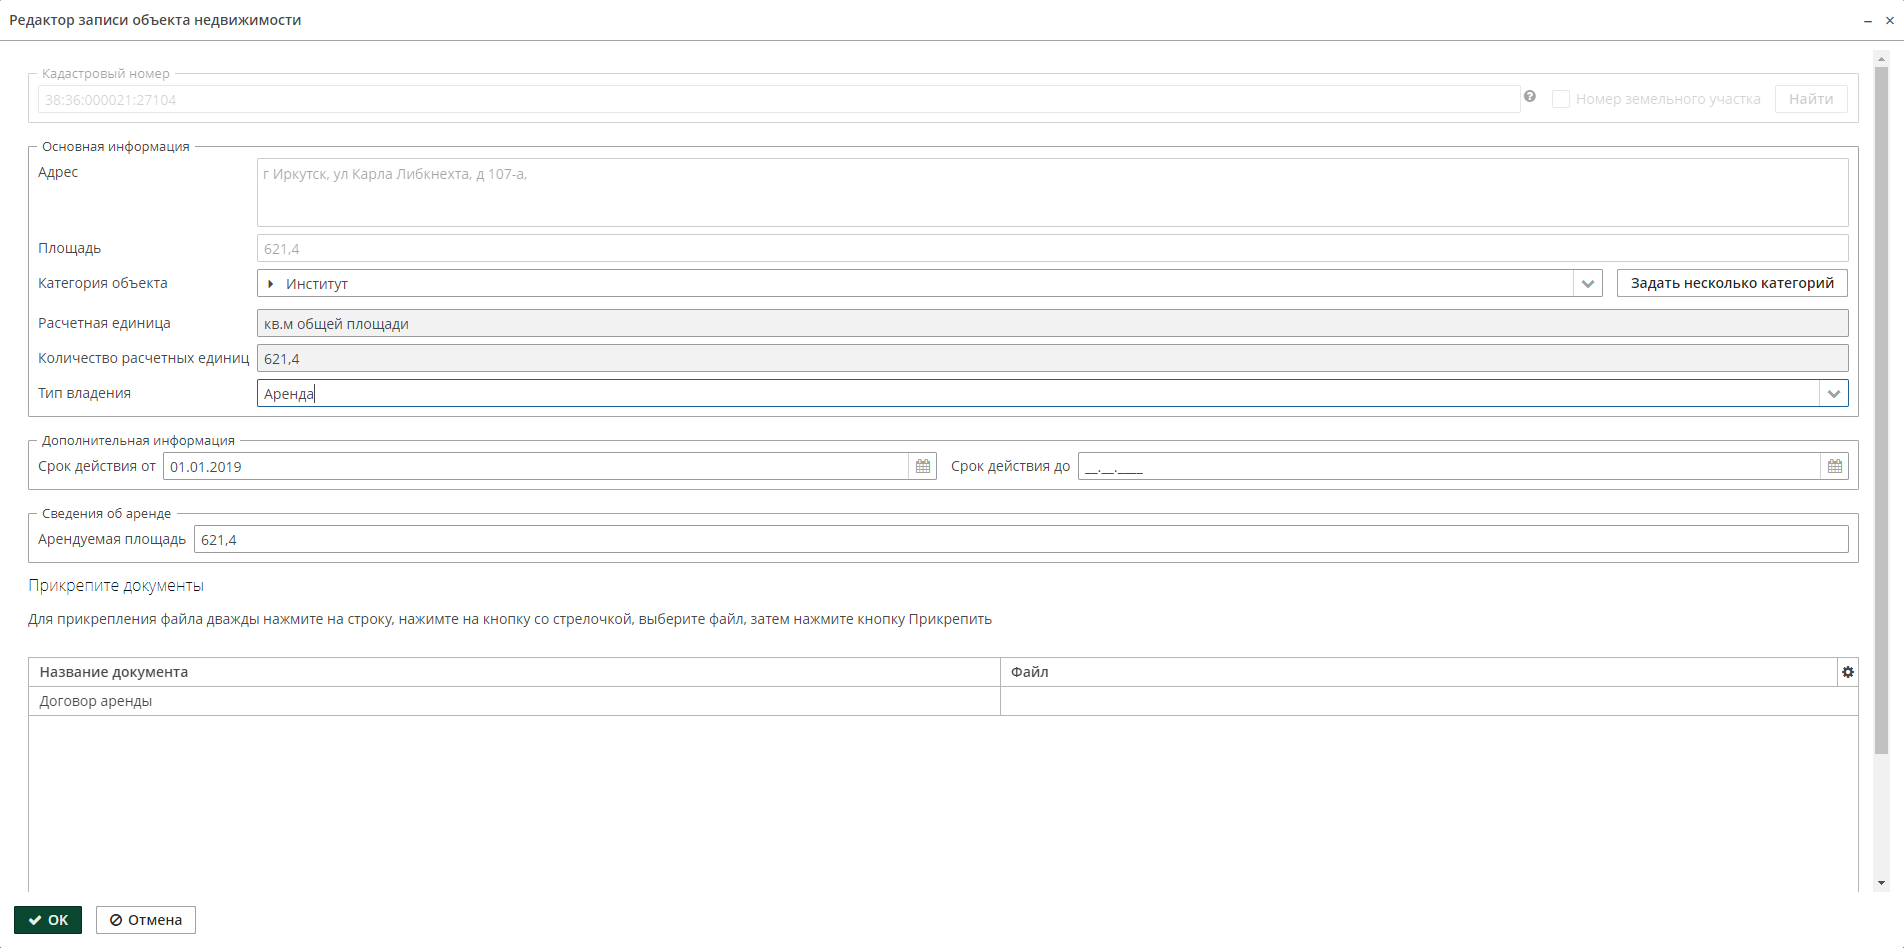 Редактор записи объекта недвижимости
Кадастровый номер
38:36:000021:27104
Номер земельного участка
Найти
Основная информация
Адрес
г Иркутск, ул Карла Либкнехта, д 107-а,
Площадь
621,4
Категория объекта
Институт
Задать несколько категорий
Расчетная единица
кв.м общей площади
Количество расчетных единиц
621,4
Тип владения
Аренда
Дополнительная информация
Срок действия от
01.01.2019
Срок действия до
__.__.____
Сведения об аренде
Арендуемая площадь
621,4
Прикрепите документы
Для прикрепления файла дважды нажмите на строку, нажимте на кнопку со стрелочкой, выберите файл, затем нажмите кнопку Прикрепить
Название документа
Файл
Договор аренды
OK
Отмена